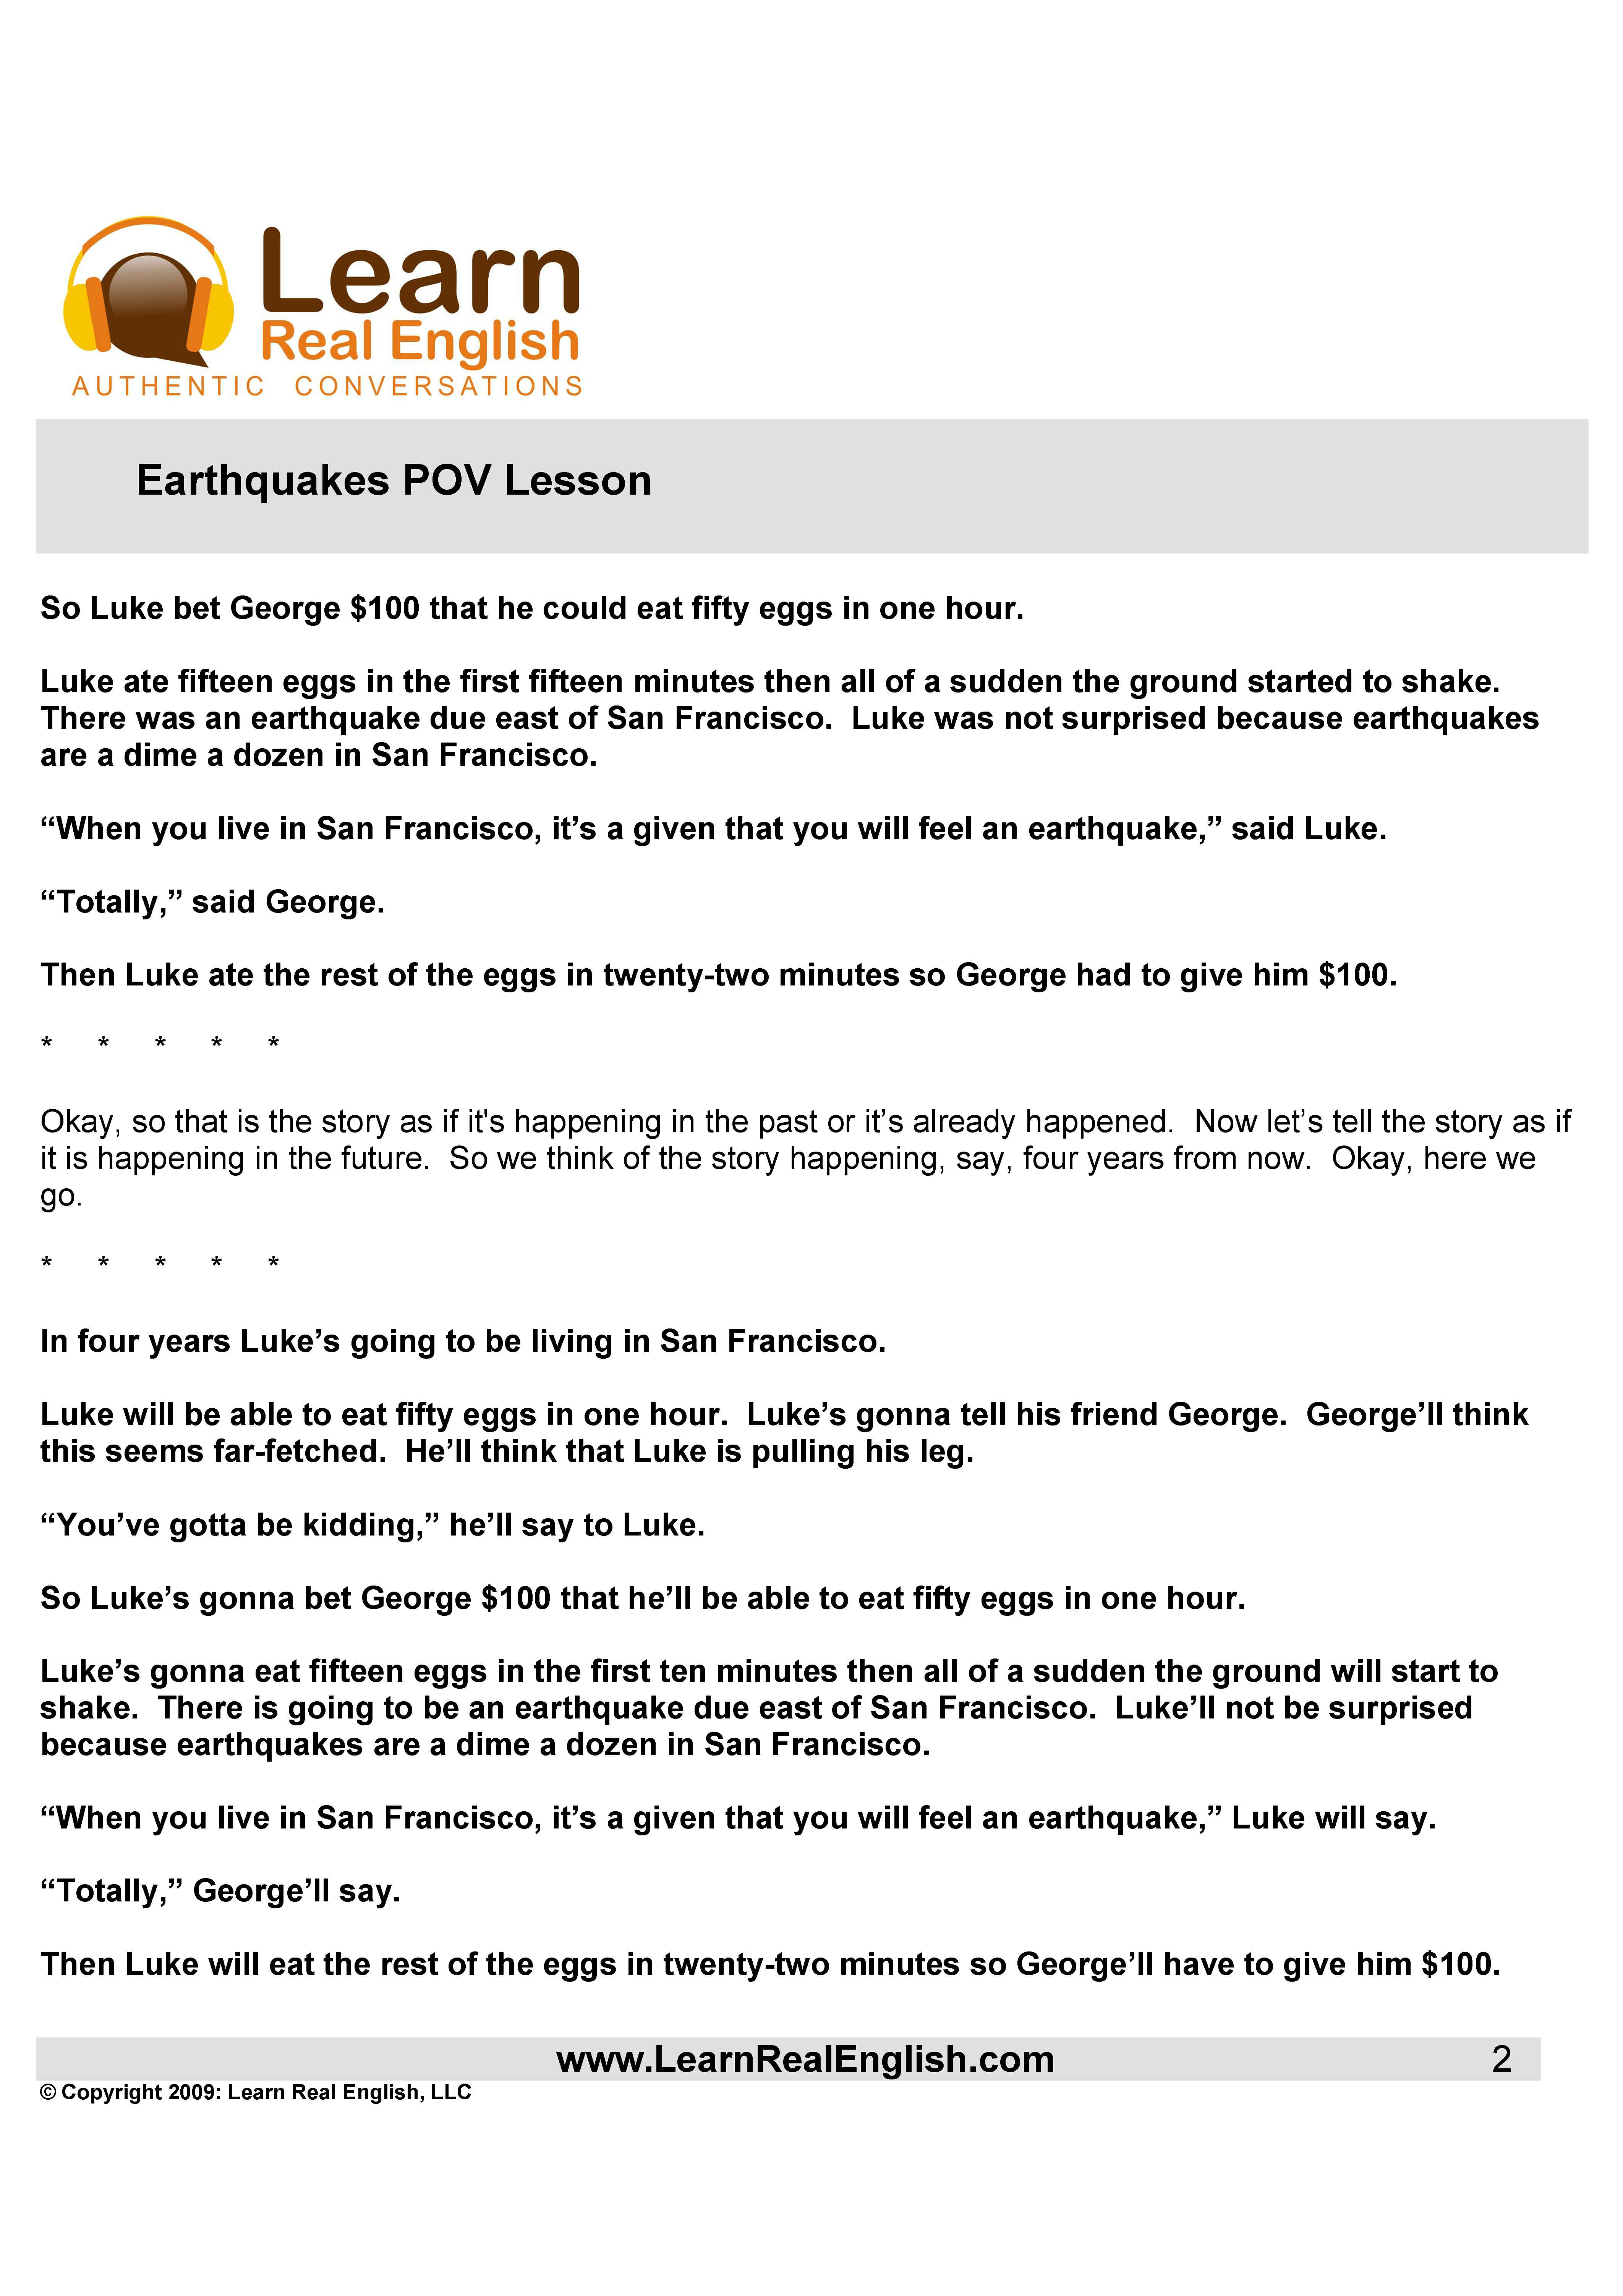 Learn
Real English
AUTHENTIC CONVERSATIONS
Earthquakes POV Lesson
So Luke bet George $100 that he could eat fifty eggs in one hour.
Luke ate fifteen eggs in the first fifteen minutes then all of a sudden the ground started to shake.
There was an earthquake due east of San Francisco.  Luke was not surprised because earthquakes
are a dime a dozen in San Francisco.
“When you live in San Francisco, it’s a given that you will feel an earthquake,” said Luke.
“Totally,” said George.
Then Luke ate the rest of the eggs in twenty-two minutes so George had to give him $100.
* * * * *
Okay, so that is the story as if it's happening in the past or it’s already happened.  Now let’s tell the story as if
it is happening in the future.  So we think of the story happening, say, four years from now.  Okay, here we
go.
* * * * *
In four years Luke’s going to be living in San Francisco.
Luke will be able to eat fifty eggs in one hour.  Luke’s gonna tell his friend George.  George’ll think
this seems far-fetched.  He’ll think that Luke is pulling his leg.
“You’ve gotta be kidding,” he’ll say to Luke.
So Luke’s gonna bet George $100 that he’ll be able to eat fifty eggs in one hour.
Luke’s gonna eat fifteen eggs in the first ten minutes then all of a sudden the ground will start to
shake.  There is going to be an earthquake due east of San Francisco.  Luke’ll not be surprised
because earthquakes are a dime a dozen in San Francisco.
“When you live in San Francisco, it’s a given that you will feel an earthquake,” Luke will say.
“Totally,” George’ll say.
Then Luke will eat the rest of the eggs in twenty-two minutes so George’ll have to give him $100.
www.LearnRealEnglish.com 2
© Copyright 2009: Learn Real English, LLC